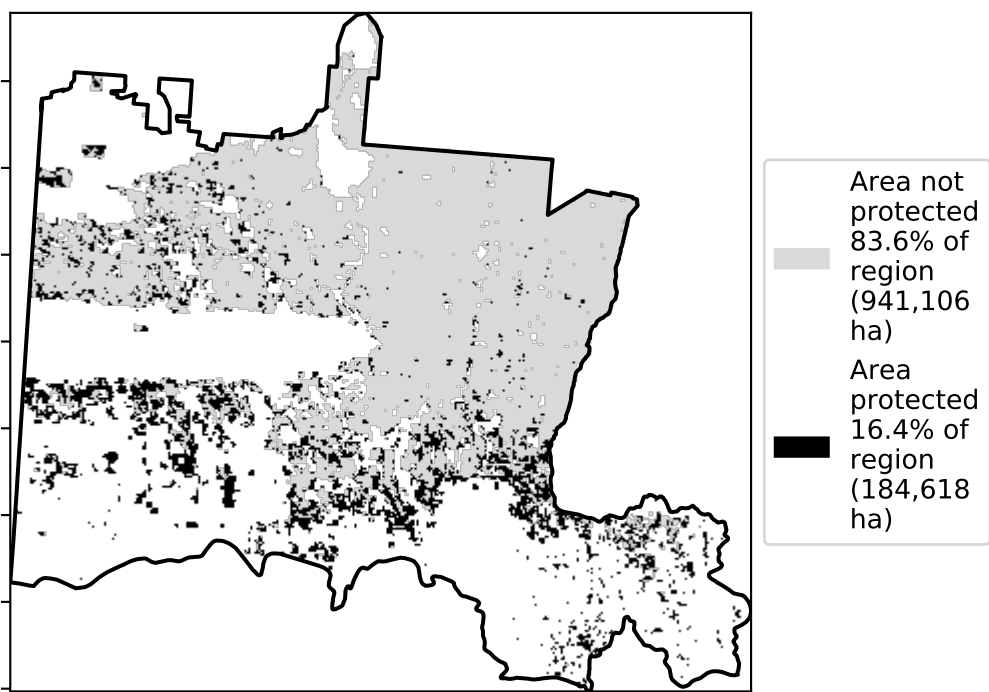 Area not
protected
83.6% of
region
(941,106
ha)
Area
protected
16.4% of
region
(184,618
ha)